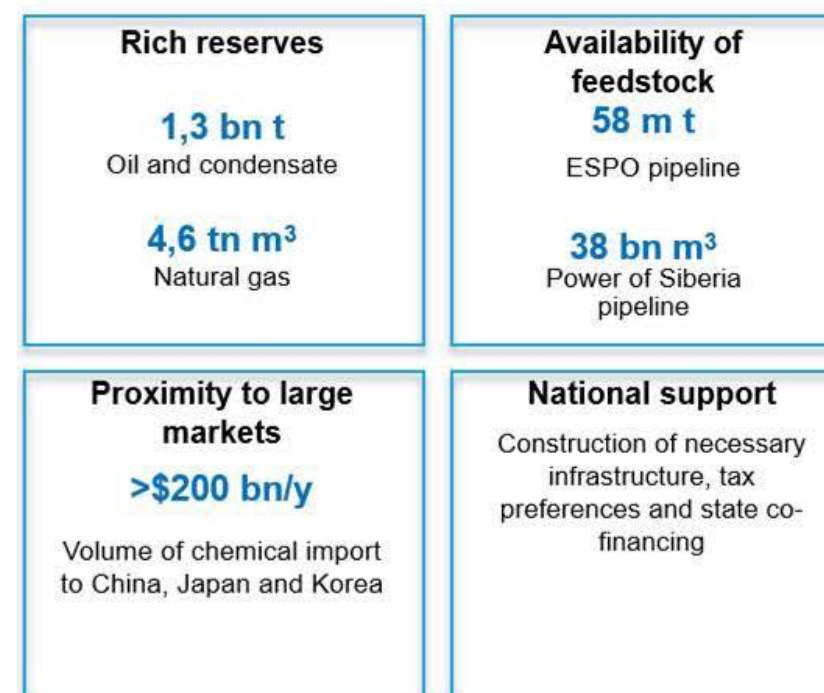 Rich reserves
1,3 bn t
Oil and condensate
4,6 tn m³
Natural gas
Availability of
feedstock
58 m t
ESPO pipeline
38 bn m³
Power of Siberia
pipeline
Proximity to large
markets
>$200 bn/y
Volume of chemical import
to China, Japan and Korea
National support
Construction of necessary
infrastructure, tax
preferences and state co-
financing